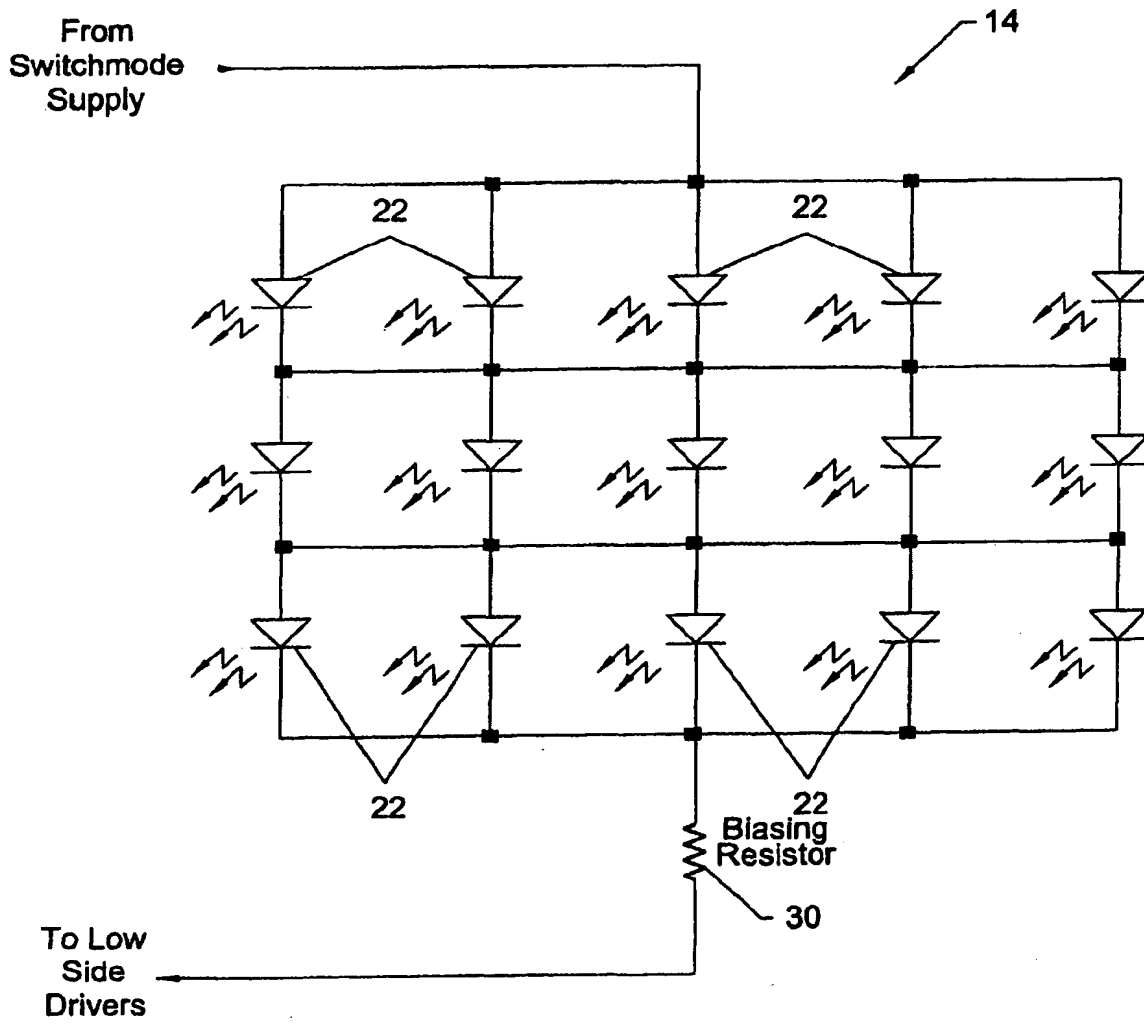 From
Switchmode
Supply
14
22
22
22
22
Biasing
Resistor
30
To Low
Side
Drivers